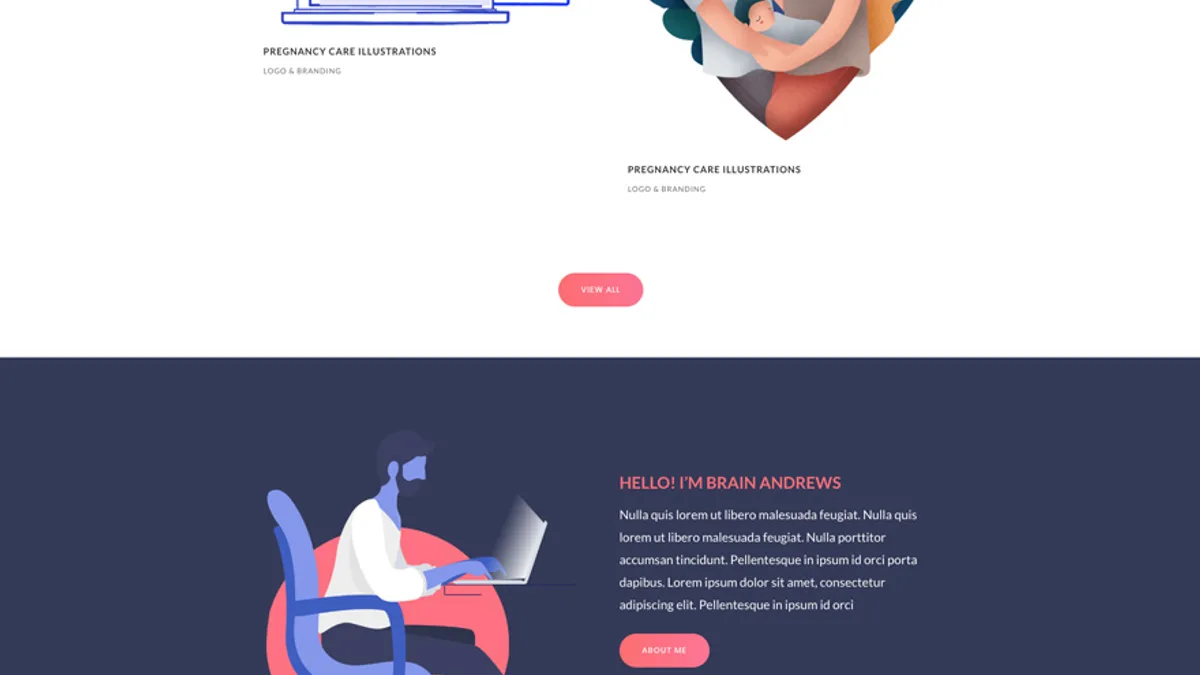 PREGNANCY CARE ILLUSTRATIONS
LOGO & BRANDING
PREGNANCY CARE ILLUSTRATIONS
LOGO & BRANDING
VIEW ALL
HELLO! I'M BRAIN ANDREWS
Nulla quis lorem ut libero malesuada feugiat. Nulla quis
lorem ut libero malesuada feugiat. Nulla porttitor
accumsan tincidunt. Pellentesque in ipsum id orci porta
dapibus. Lorem ipsum dolor sit amet, consectetur
adipiscing elit. Pellentesque in ipsum id orci
ABOUT ME